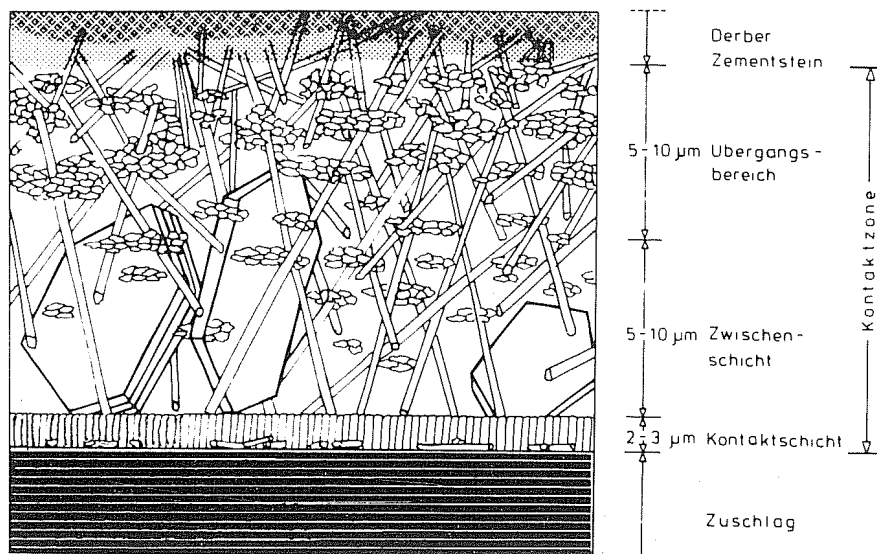 Derber
Zementstein
5-10 µm Übergangs-
bereich
5-10 µm Zwischen-
schicht
2-3 µm Kontaktschicht
Zuschlag
Kontaktzone